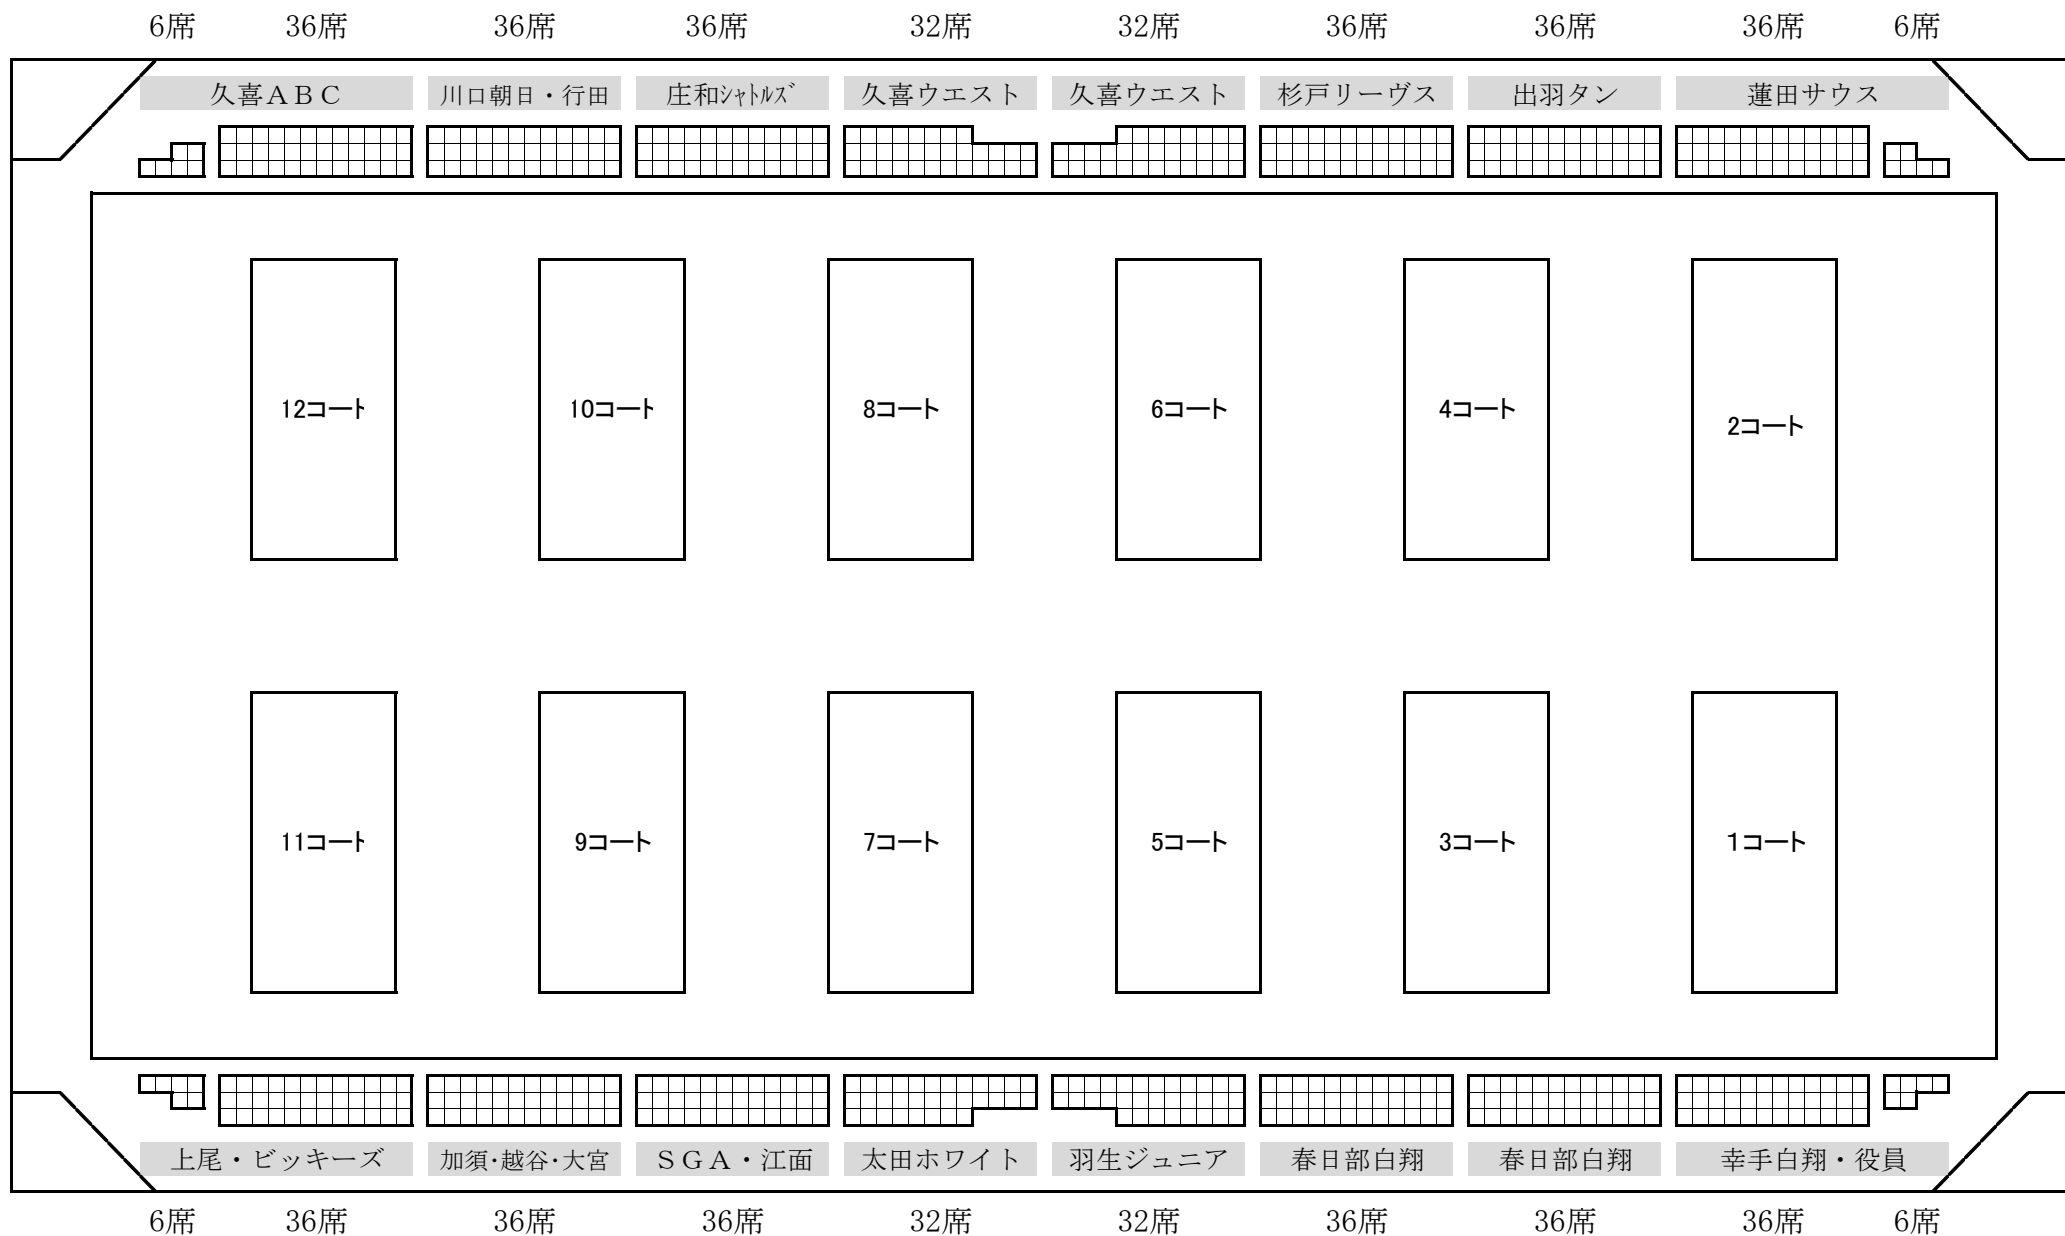 6席 36席 36席 36席 32席 32席 36席 36席 36席 6席
久喜ＡＢＣ 川口朝日・行田 庄和ｼｬﾄﾙｽﾞ 久喜ウエスト 久喜ウエスト 杉戸リーヴス 出羽タン 蓮田サウス
12コート 10コート 8コート 6コート 4コート 2コート
11コート 9コート 7コート 5コート 3コート １コート
上尾・ビッキーズ 加須・越谷・大宮 ＳＧＡ・江面 太田ホワイト 羽生ジュニア 春日部白翔 春日部白翔 幸手白翔・役員
6席 36席 36席 36席 32席 32席 36席 36席 36席 6席